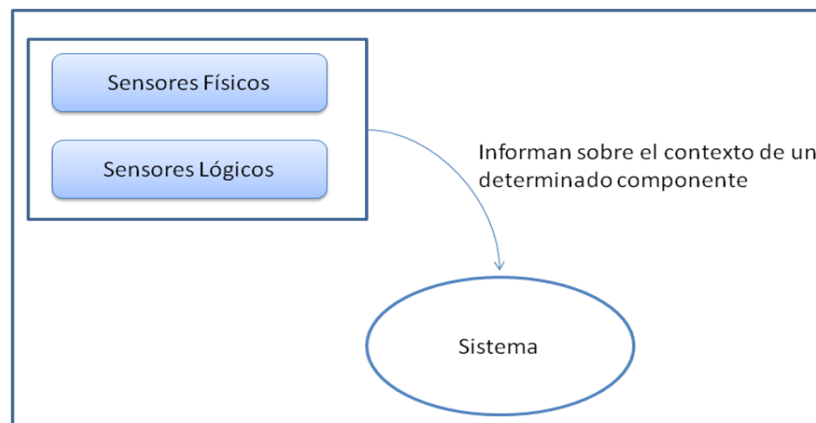 Sensores Físicos
Sensores Lógicos
Informan sobre el contexto de un
determinado componente
Sistema